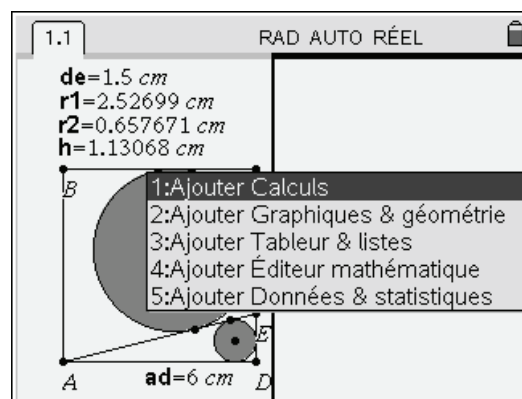 1.1 RAD AUTO RÉEL
de=1.5 cm
r1=2.52699 cm
r2=0.657671 cm
h=1.13068 cm
B
1:Ajouter Calculs
2:Ajouter Graphiques & géométrie
3:Ajouter Tableur & listes
4:Ajouter Éditeur mathématique
5:Ajouter Données & statistiques
E
A ad=6 cm D